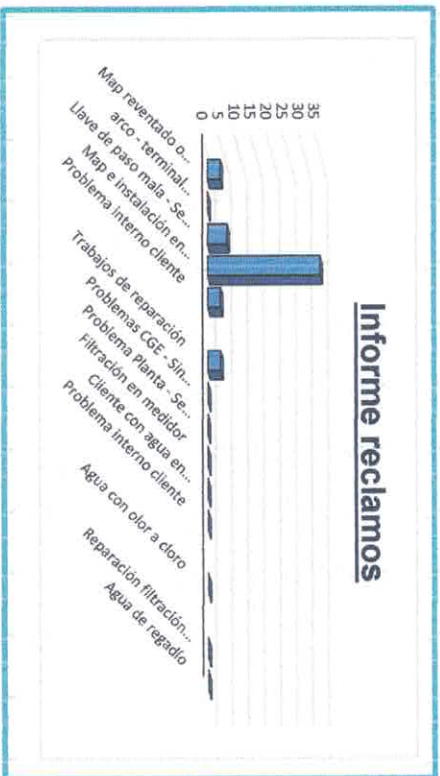 Informe reclamos
35
30
25
20
15
10
5
0
Map reventado o...
arco - terminal...
Llave de paso mala - Se...
Map e instalación en...
Problema interno cliente
Trabajos de reparación
Problemas CGE - Sin...
Problema Planta - Se...
Filtración en medidor
Cliente con agua en...
Problema interno cliente
Agua con olor a cloro
Reparación filtración...
Agua de regadío